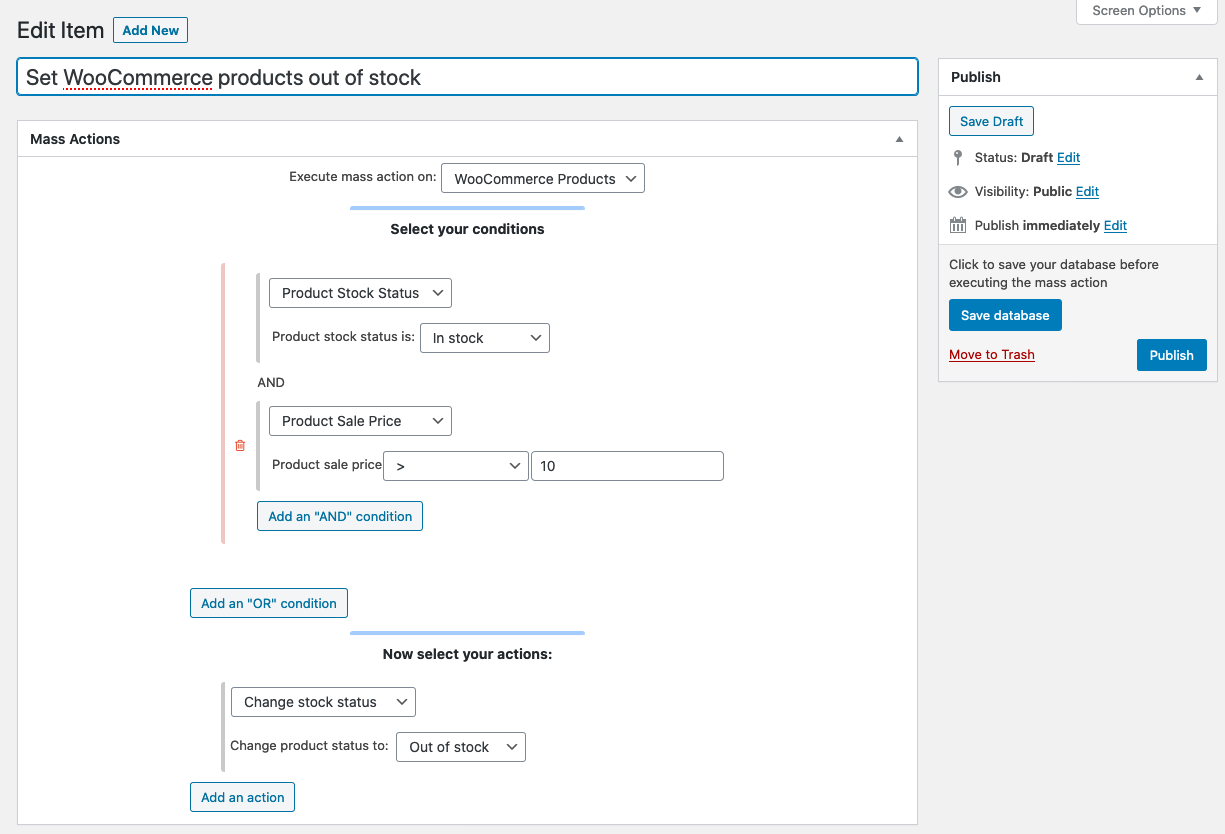 Screen Options
Edit Item Add New
Set WooCommerce products out of stock
Mass Actions
Execute mass action on: WooCommerce Products
Select your conditions
Product Stock Status
Product stock status is: In stock
AND
Product Sale Price
Product sale price > 10
Add an "AND" condition
Add an "OR" condition
Now select your actions:
Change stock status
Change product status to: Out of stock
Add an action
Publish
Save Draft
Status: Draft Edit
Visibility: Public Edit
Publish immediately Edit
Click to save your database before
executing the mass action
Save database
Move to Trash Publish